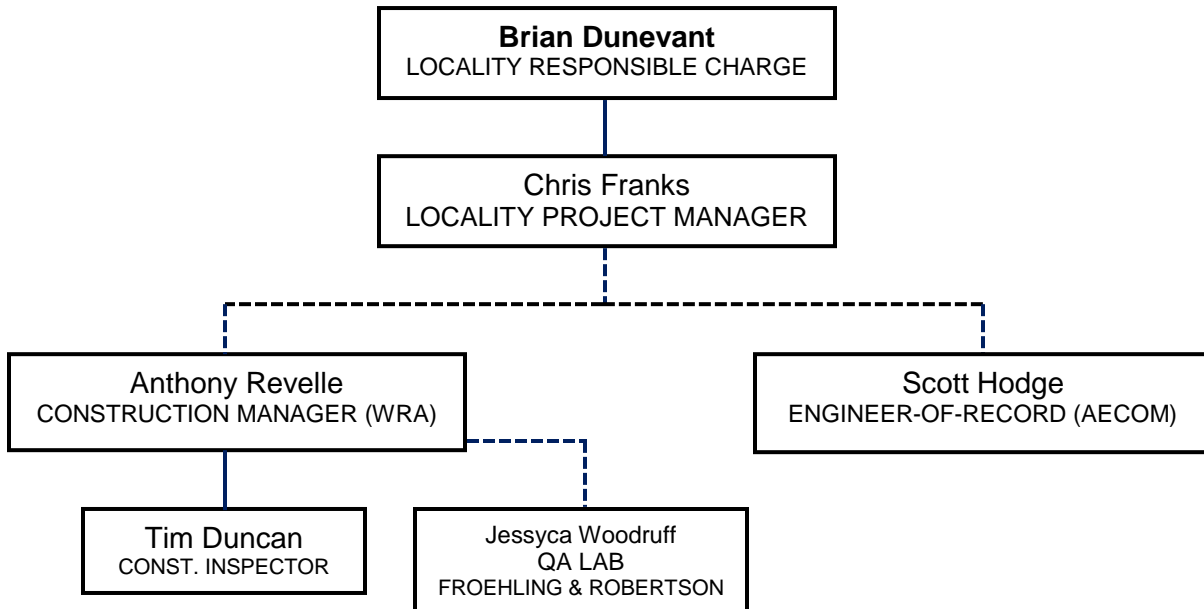 Brian Dunevant
LOCALITY RESPONSIBLE CHARGE
Chris Franks
LOCALITY PROJECT MANAGER
Anthony Revelle
CONSTRUCTION MANAGER (WRA)
Scott Hodge
ENGINEER-OF-RECORD (AECOM)
Tim Duncan
CONST. INSPECTOR
Jessyca Woodruff
QA LAB
FROEHLING & ROBERTSON